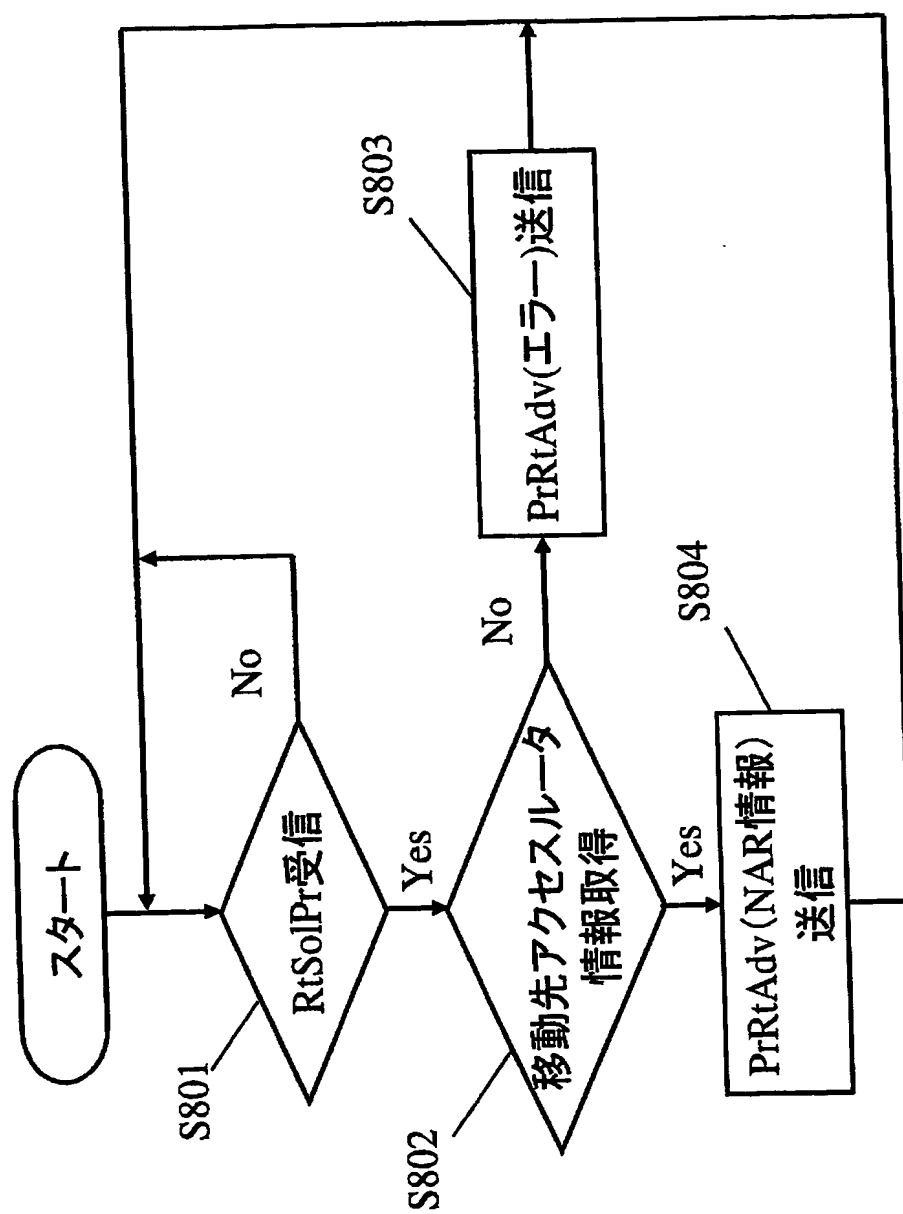 スタート
S801
RtSolPr受信
No
Yes
S802
移動先アクセスルータ
情報取得
No
S803
PrRtAdv(エラー)送信
Yes
S804
PrRtAdv(NAR情報)
送信